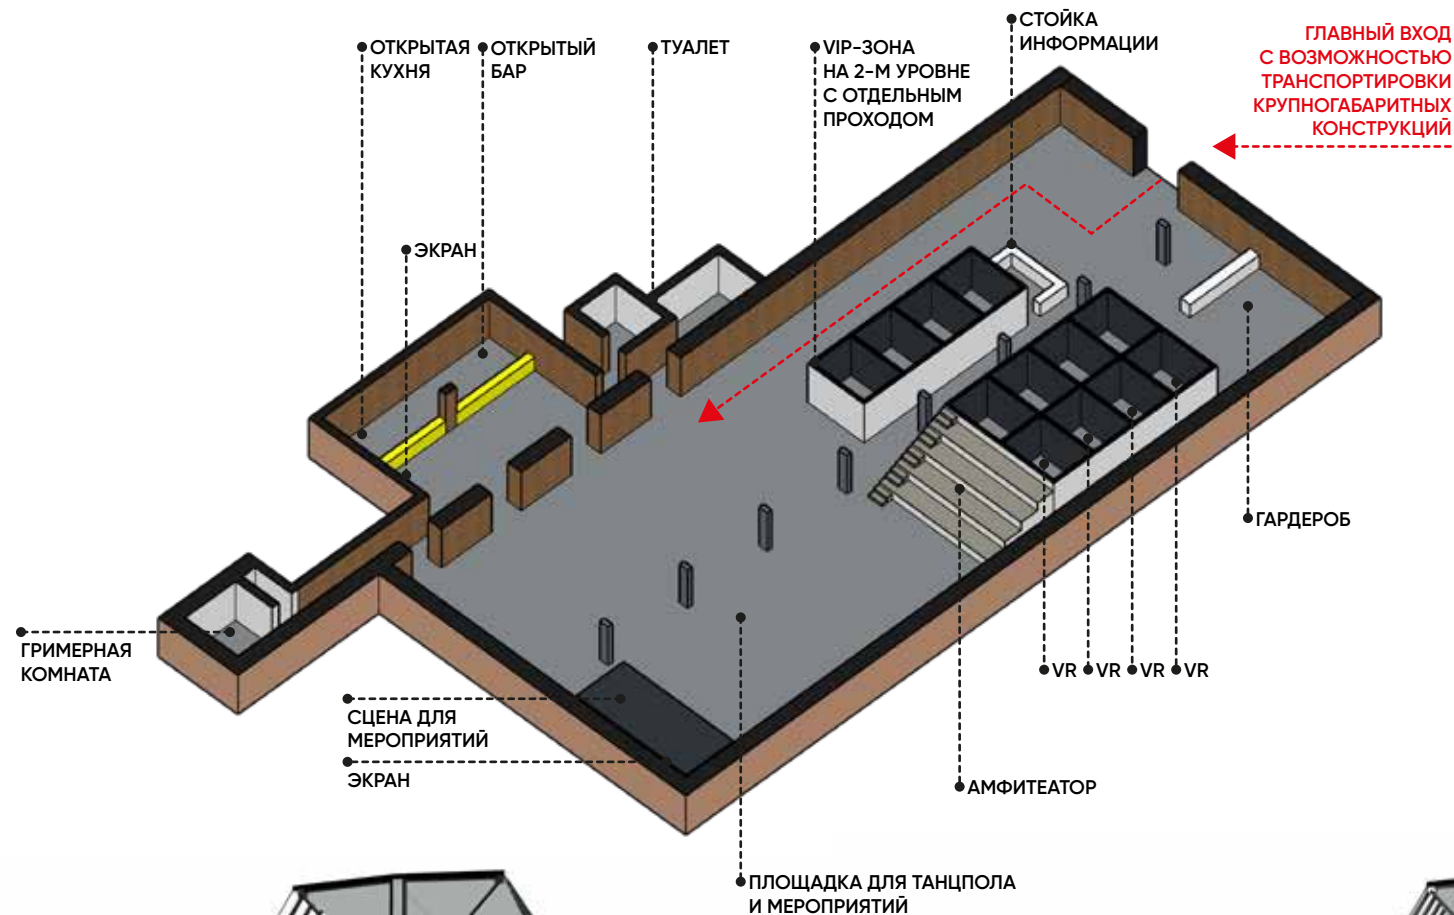 ОТКРЫТАЯ
КУХНЯ
ОТКРЫТЫЙ
БАР
ТУАЛЕТ
VIP-ЗОНА
НА 2-М УРОВНЕ
С ОТДЕЛЬНЫМ
ПРОХОДОМ
СТОЙКА
ИНФОРМАЦИИ
ГЛАВНЫЙ ВХОД
С ВОЗМОЖНОСТЬЮ
ТРАНСПОРТИРОВКИ
КРУПНОГАБАРИТНЫХ
КОНСТРУКЦИЙ
ЭКРАН
ГАРДЕРОБ
ГРИМЕРНАЯ
КОМНАТА
VR
VR
VR
VR
СЦЕНА ДЛЯ
МЕРОПРИЯТИЙ
ЭКРАН
АМФИТЕАТОР
ПЛОЩАДКА ДЛЯ ТАНЦПОЛА
И МЕРОПРИЯТИЙ